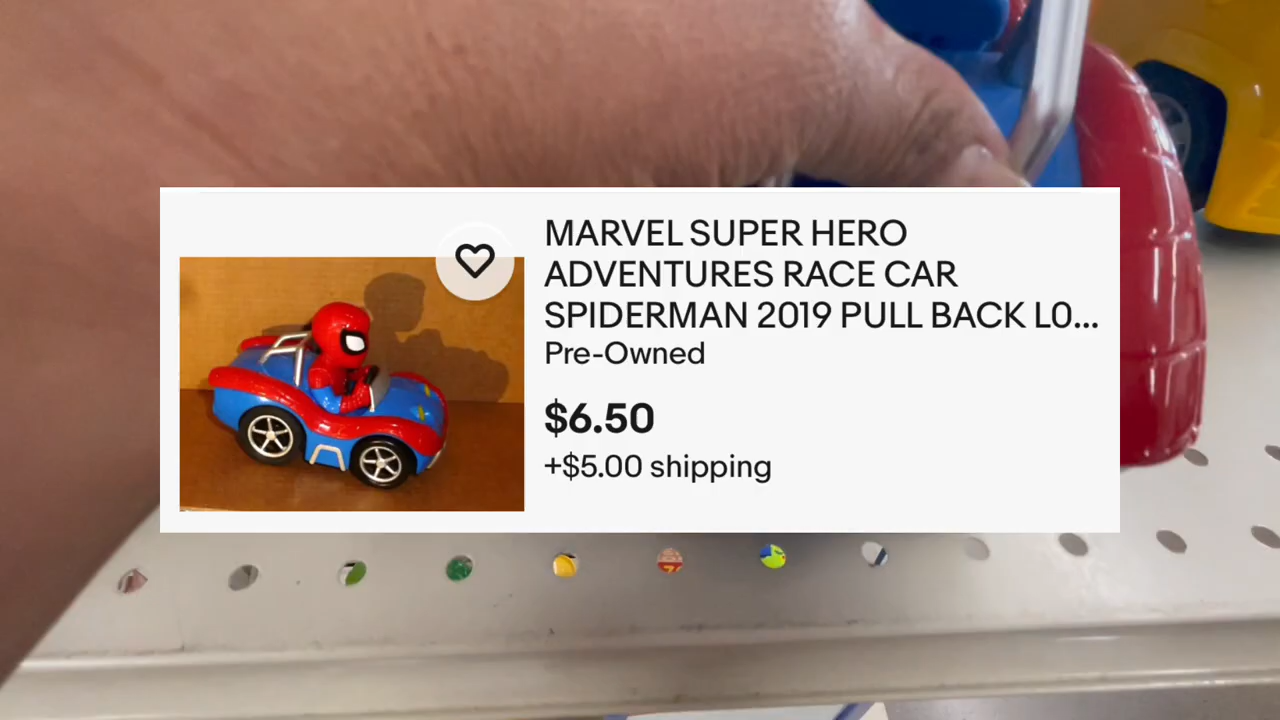 MARVEL SUPER HERO
ADVENTURES RACE CAR
SPIDERMAN 2019 PULL BACK LO...
Pre-Owned
$6.50
+$5.00 shipping